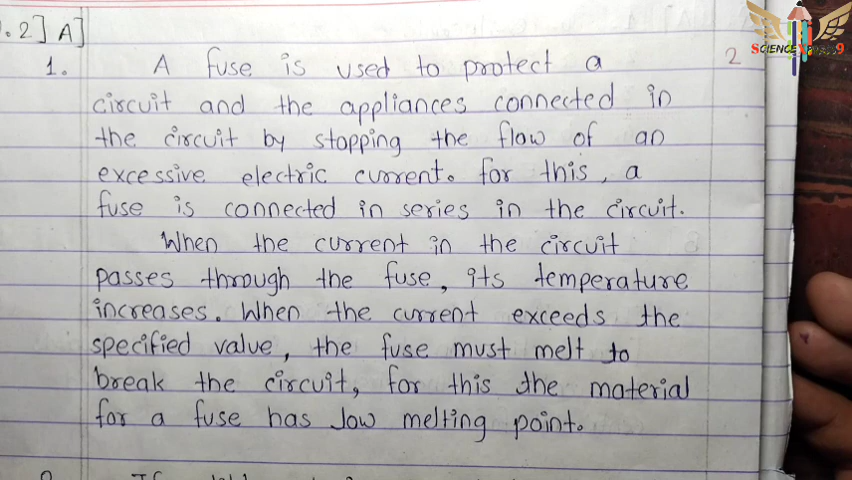 .2] A]
1. A fuse is used to protect a
circuit and the appliances connected in
the circuit by stopping the flow of an
excessive electric current. For this, a
fuse is connected in series in the circuit.
When the current in the circuit
passes through the fuse, its temperature
increases. When the current exceeds the
specified value, the fuse must melt to
break the circuit, for this the material
for a fuse has low melting point.
2